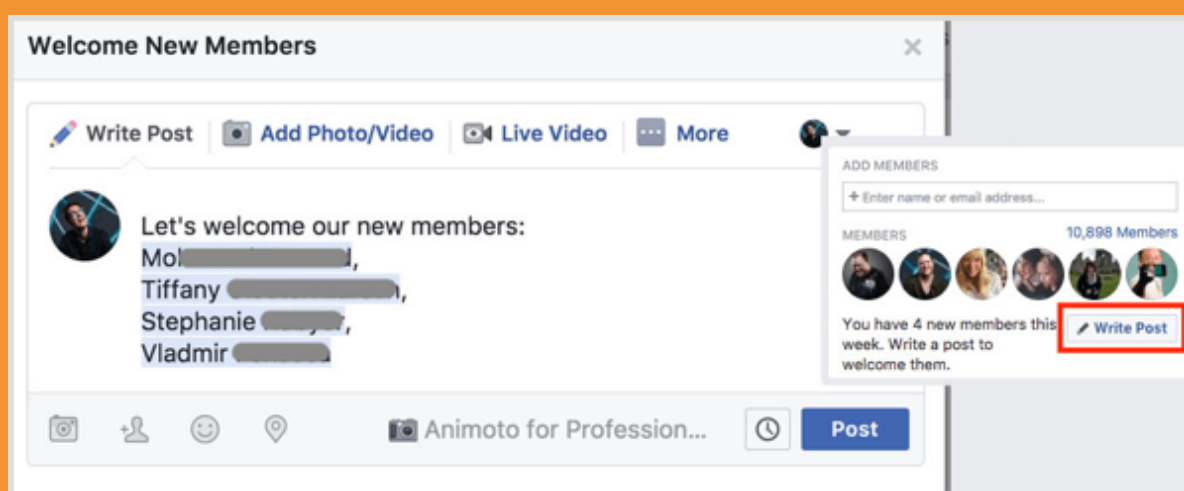 Welcome New Members
Write Post
Add Photo/Video
Live Video
More
Let's welcome our new members:
Tiffany
Stephanie
Vladmir
Animoto for Profession...
Post
ADD MEMBERS
+ Enter name or email address...
MEMBERS
10,898 Members
You have 4 new members this
week. Write a post to
welcome them.
Write Post